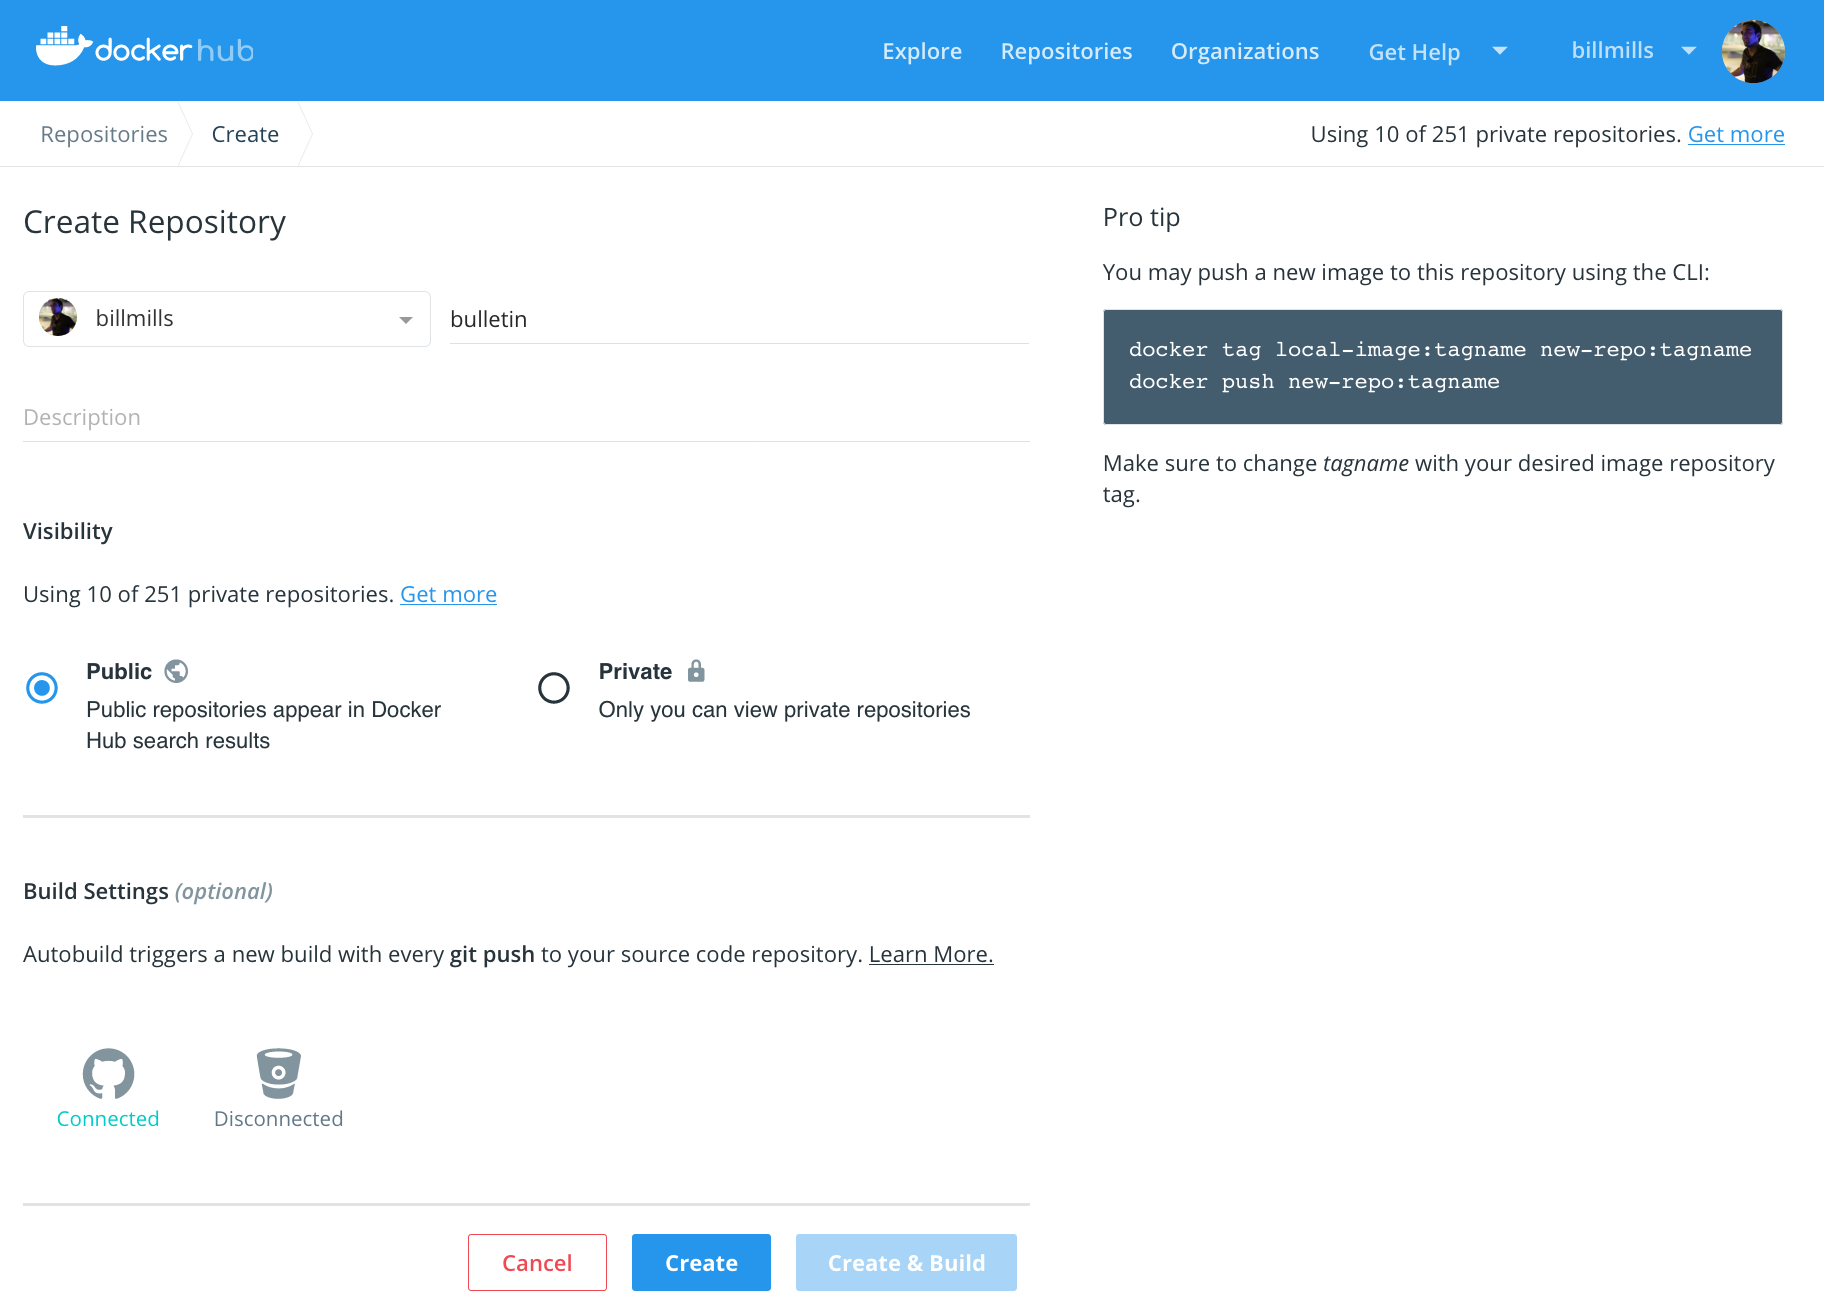 docker hub
Explore Repositories Organizations Get Help billmills
Repositories Create Using 10 of 251 private repositories. Get more
Create Repository
billmills bulletin
Description
Visibility
Using 10 of 251 private repositories. Get more
Public
Public repositories appear in Docker
Hub search results
Private
Only you can view private repositories
Build Settings (optional)
Autobuild triggers a new build with every git push to your source code repository. Learn More.
Connected Disconnected
Cancel Create Create & Build
Pro tip
You may push a new image to this repository using the CLI:
docker tag local-image:tagname new-repo:tagname
docker push new-repo:tagname
Make sure to change tagname with your desired image repository
tag.